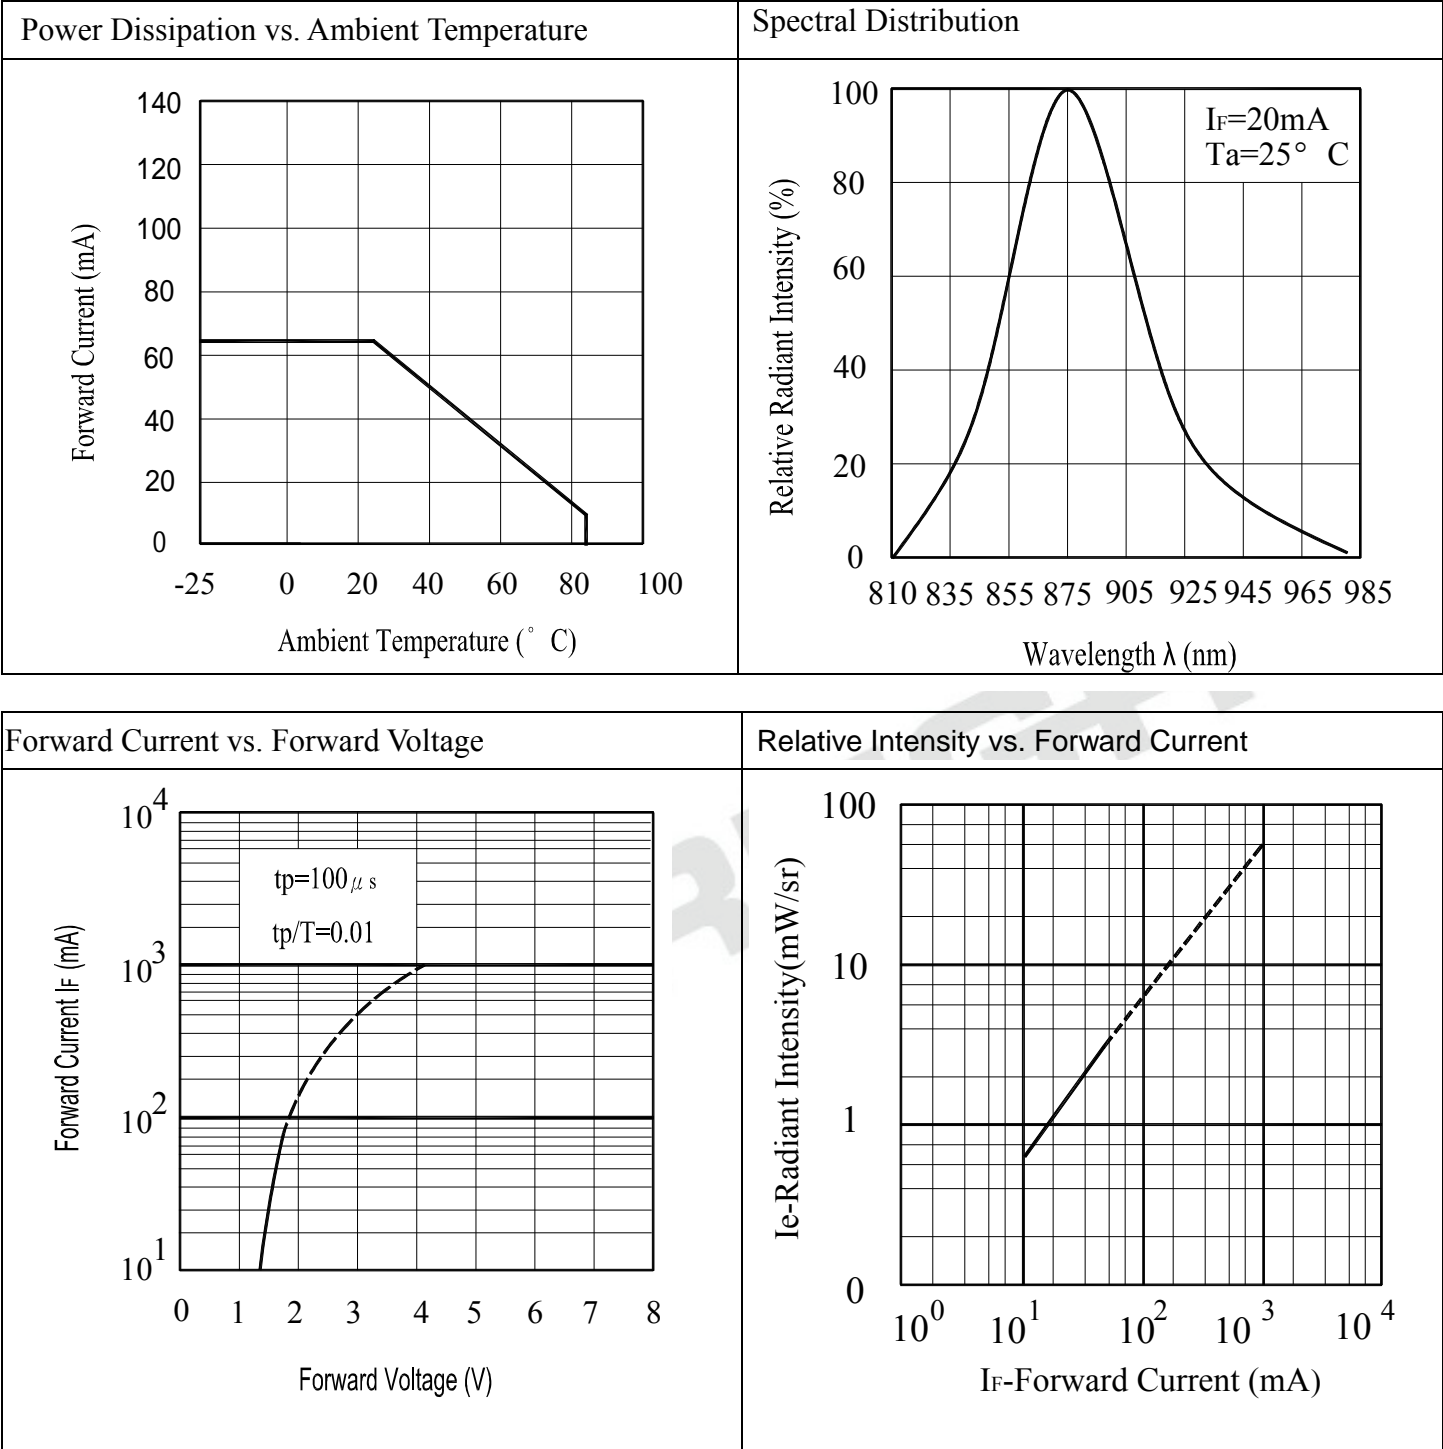 Power Dissipation vs. Ambient Temperature
140
120
100
80
60
40
20
0
-25 0 20 40 60 80 100
Forward Current (mA)
Ambient Temperature (° C)
Spectral Distribution
100
80
60
40
20
0
IF=20mA
Ta=25° C
810 835 855 875 905 925 945 965 985
Relative Radiant Intensity (%)
Wavelength λ (nm)
Forward Current vs. Forward Voltage
10^4
10^3
10^2
10^1
tp=100μs
tp/T=0.01
0 1 2 3 4 5 6 7 8
Forward Current IF (mA)
Forward Voltage (V)
Relative Intensity vs. Forward Current
100
10
1
0
10^0 10^1 10^2 10^3 10^4
Ie-Radiant Intensity(mW/sr)
IF-Forward Current (mA)